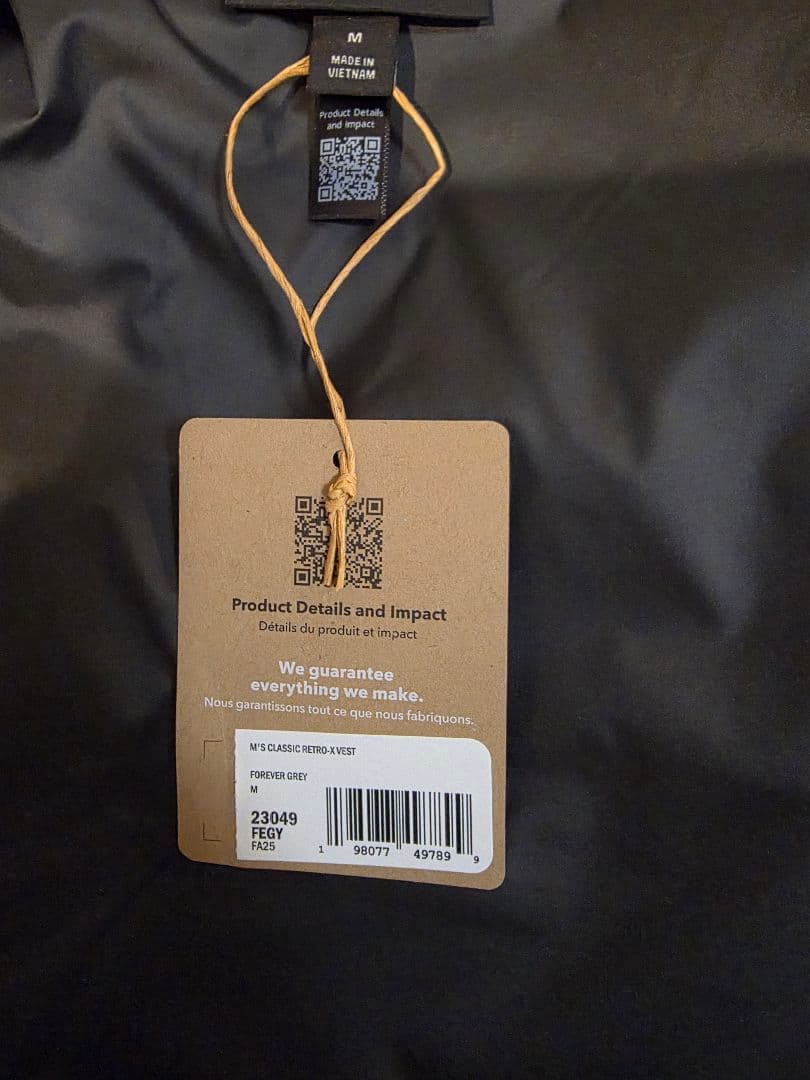 M
MADE IN
VIETNAM
Product Details
and Impact
Product Details and Impact
Détails du produit et impact
We guarantee
everything we make.
Nous garantissons tout ce que nous fabriquons.
M'S CLASSIC RETRO-X VEST
FOREVER GREY
M
23049
FEGY
FA25
1 98077 49789 9